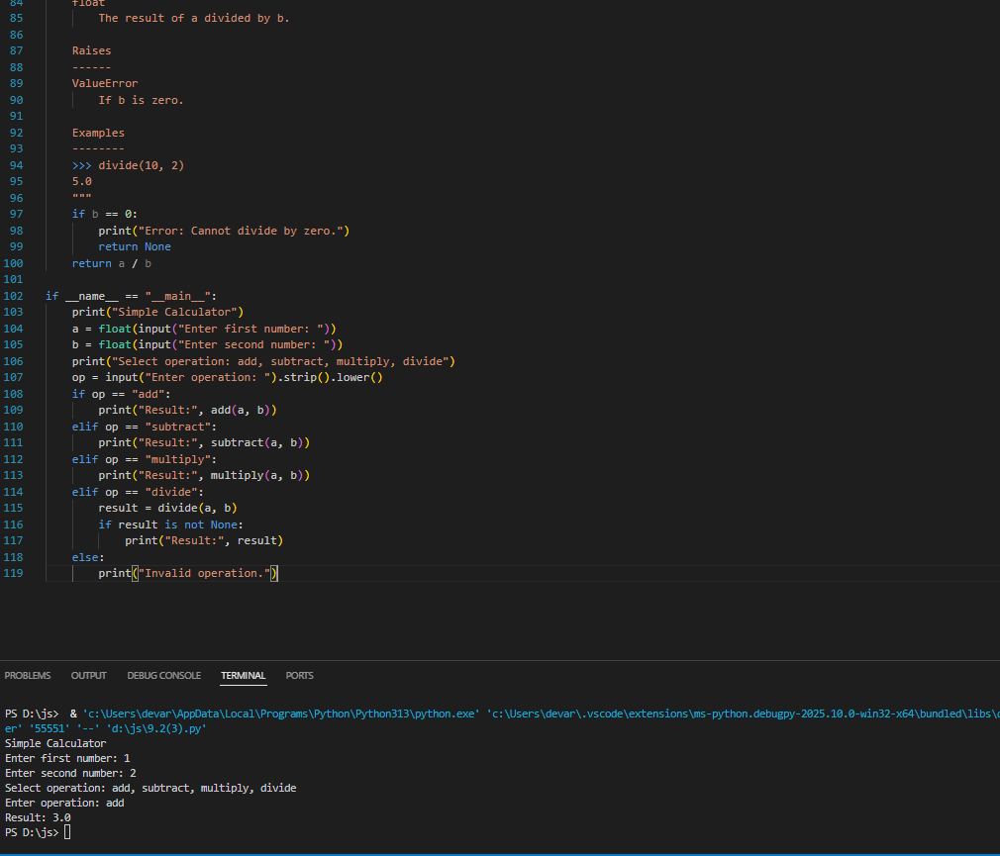 84 float
85 The result of a divided by b.
86
87 Raises
88 ------
89 ValueError
90 If b is zero.
91
92 Examples
93 --------
94 >>> divide(10, 2)
95 5.0
96 """
97 if b == 0:
98 print("Error: Cannot divide by zero.")
99 return None
100 return a / b
101
102 if __name__ == "__main__":
103 print("Simple Calculator")
104 a = float(input("Enter first number: "))
105 b = float(input("Enter second number: "))
106 print("Select operation: add, subtract, multiply, divide")
107 op = input("Enter operation: ").strip().lower()
108 if op == "add":
109 print("Result:", add(a, b))
110 elif op == "subtract":
111 print("Result:", subtract(a, b))
112 elif op == "multiply":
113 print("Result:", multiply(a, b))
114 elif op == "divide":
115 result = divide(a, b)
116 if result is not None:
117 print("Result:", result)
118 else:
119 print("Invalid operation.")
PROBLEMS OUTPUT DEBUG CONSOLE TERMINAL PORTS
PS D:\js> & 'c:\Users\devar\AppData\Local\Programs\Python\Python313\python.exe' 'c:\Users\devar\.vscode\extensions\ms-python.debugpy-2025.10.0-win32-x64\bundled\libs\
er' '55551' '--' 'd:\js\9.2(3).py'
Simple Calculator
Enter first number: 1
Enter second number: 2
Select operation: add, subtract, multiply, divide
Enter operation: add
Result: 3.0
PS D:\js>